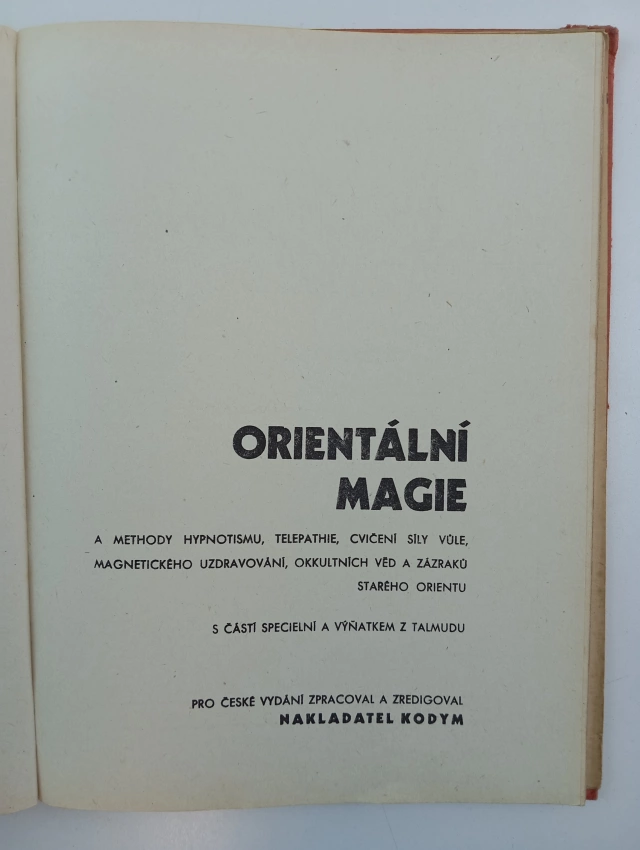 ORIENTÁLNÍ
MAGIE
A METHODY HYPNOTISMU, TELEPATHIE, CVIČENÍ SÍLY VŮLE,
MAGNETICKÉHO UZDRAVOVÁNÍ, OKKULTNÍCH VĚD A ZÁZRAKŮ
STARÉHO ORIENTU
S ČÁSTÍ SPECIELNÍ A VÝŇATKEM Z TALMUDU
PRO ČESKÉ VYDÁNÍ ZPRACOVAL A ZREDIGOVAL
NAKLADATEL KODYM